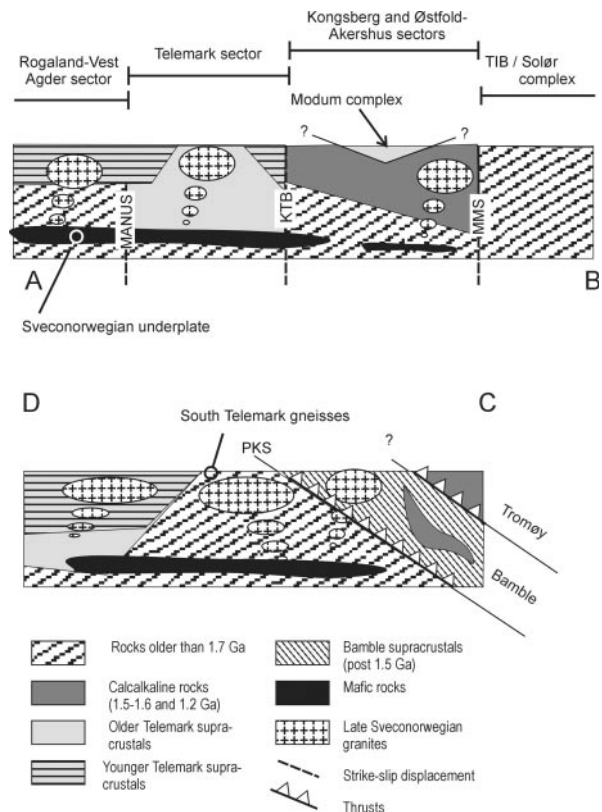 Kongsberg and Østfold-
Akershus sectors
Rogaland-Vest
Agder sector
Telemark sector
TIB / Solør
complex
Modum complex
?
?
MANUS
KTB
MMS
A
B
Sveconorwegian underplate
D
C
South Telemark gneisses
PKS
?
Tromøy
Bamble
Rocks older than 1.7 Ga
Calcalkaline rocks
(1.5-1.6 and 1.2 Ga)
Older Telemark supra-
crustals
Younger Telemark supra-
crustals
Bamble supracrustals
(post 1.5 Ga)
Mafic rocks
Late Sveconorwegian
granites
Strike-slip displacement
Thrusts